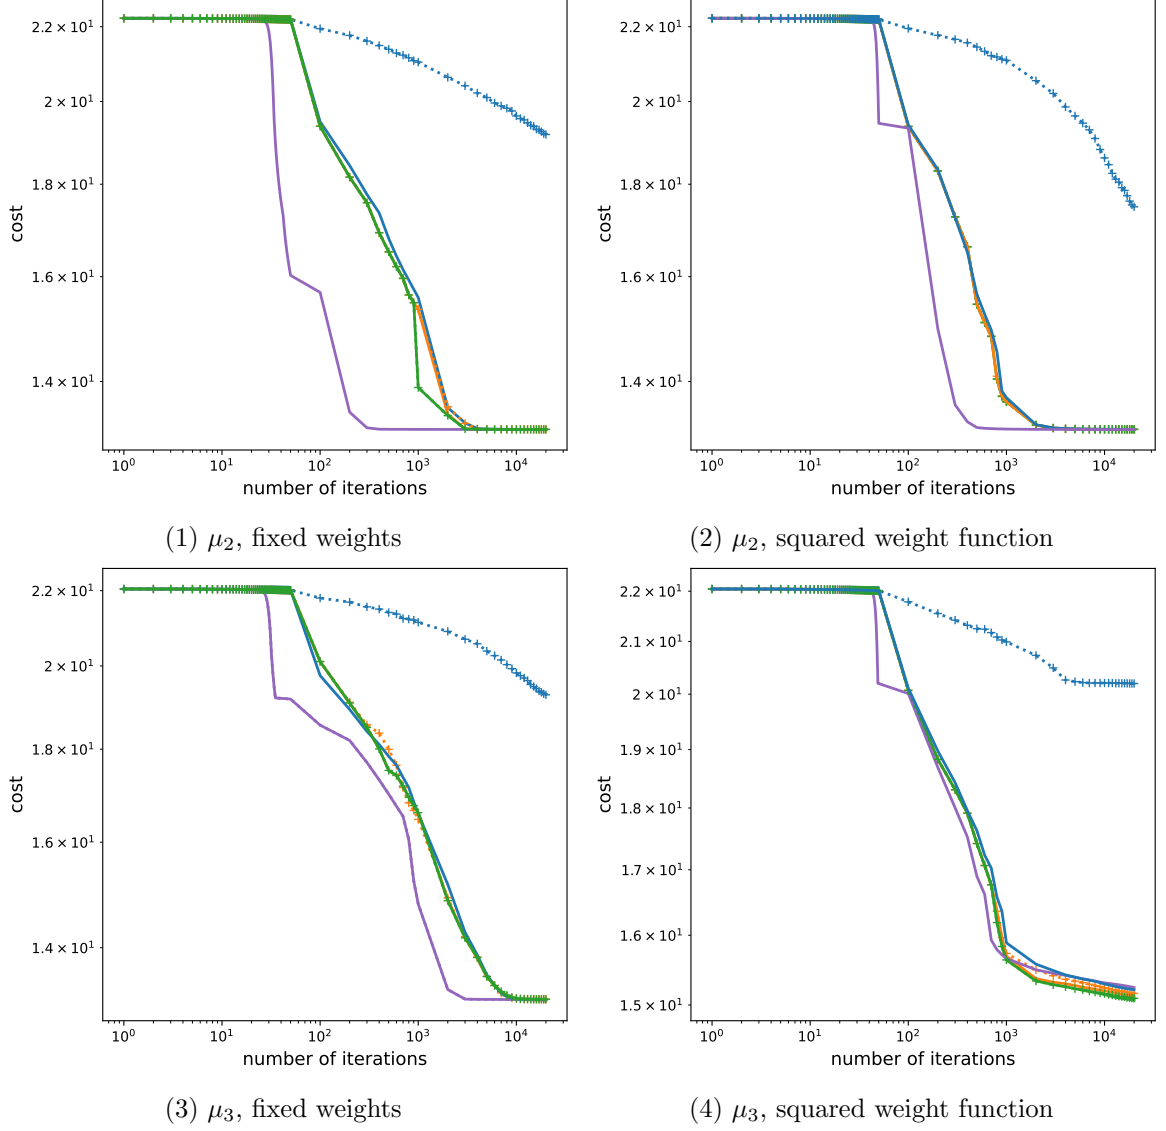 2.2 × 10¹
2 × 10¹
1.8 × 10¹
1.6 × 10¹
1.4 × 10¹
cost
10⁰ 10¹ 10² 10³ 10⁴
number of iterations
(1) μ₂, fixed weights
2.2 × 10¹
2 × 10¹
1.8 × 10¹
1.6 × 10¹
1.4 × 10¹
cost
10⁰ 10¹ 10² 10³ 10⁴
number of iterations
(2) μ₂, squared weight function
2.2 × 10¹
2 × 10¹
1.8 × 10¹
1.6 × 10¹
1.4 × 10¹
cost
10⁰ 10¹ 10² 10³ 10⁴
number of iterations
(3) μ₃, fixed weights
2.2 × 10¹
2.1 × 10¹
2 × 10¹
1.9 × 10¹
1.8 × 10¹
1.7 × 10¹
1.6 × 10¹
1.5 × 10¹
cost
10⁰ 10¹ 10² 10³ 10⁴
number of iterations
(4) μ₃, squared weight function